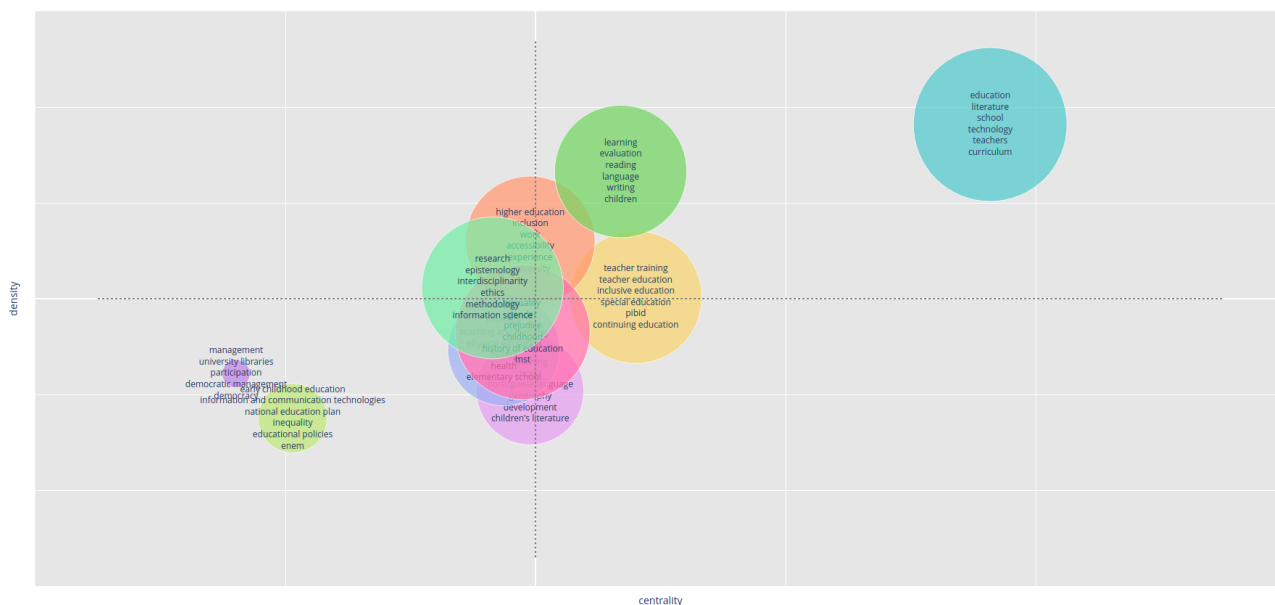 education
literature
school
technology
teachers
curriculum
learning
evaluation
reading
language
writing
children
higher education
inclusion
work
accessibility
experience
research
epistemology
interdisciplinarity
ethics
methodology
information science
teacher training
teacher education
inclusive education
special education
pibid
continuing education
prejudice
childhood
history of education
mst
health
elementary school
development
children's literature
management
university libraries
participation
democratic management
democracy
early childhood education
information and communication technologies
national education plan
inequality
educational policies
enem
density
centrality